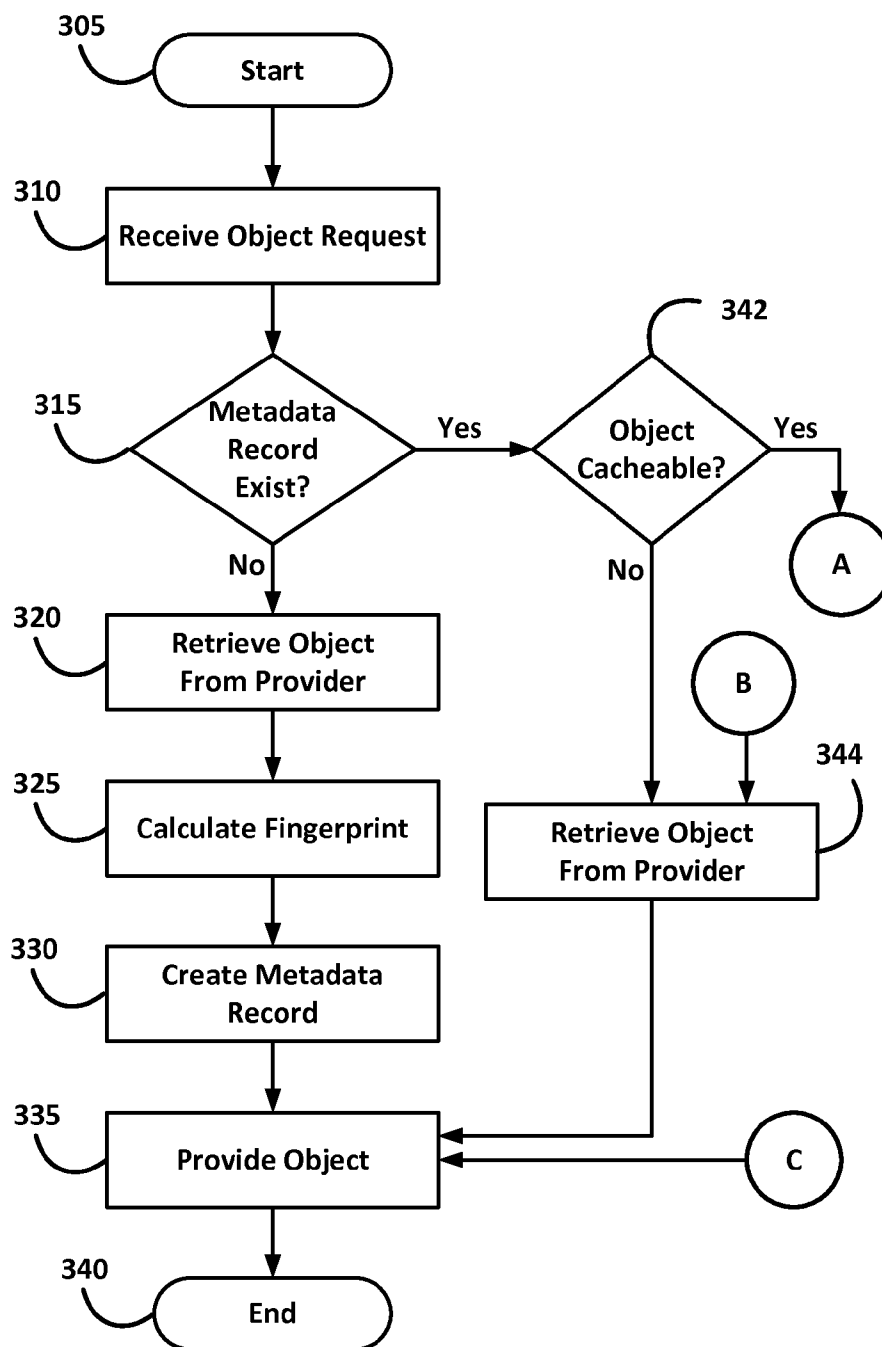 305
Start
310
Receive Object Request
342
315
Metadata
Record
Exist?
Yes
Object
Cacheable?
Yes
A
No
No
320
Retrieve Object
From Provider
B
325
Calculate Fingerprint
344
Retrieve Object
From Provider
330
Create Metadata
Record
335
Provide Object
C
340
End